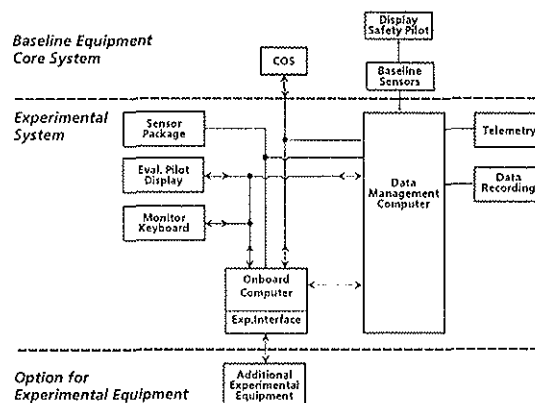 Display
Safety Pilot
Baseline Equipment
Core System
COS
Baseline
Sensors
Experimental
System
Sensor
Package
Telemetry
Eval. Pilot
Display
Data
Management
Computer
Data
Recording
Monitor
Keyboard
Onboard
Computer
Exp.Interface
Option for
Experimental Equipment
Additional
Experimental
Equipment